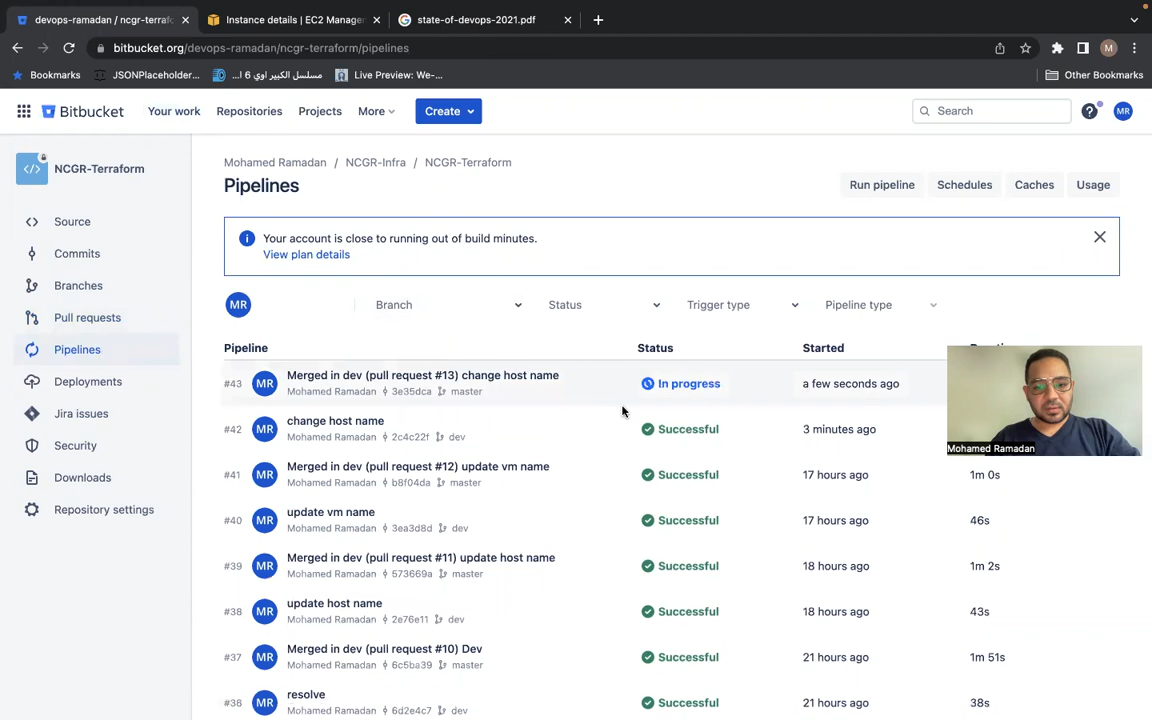 devops-ramadan / ncgr-terrafo
Instance details | EC2 Manage
state-of-devops-2021.pdf
bitbucket.org/devops-ramadan/ncgr-terraform/pipelines
M
Bookmarks
JSONPlaceholder...
مسلسل الكبير اوي 6 ا...
Live Preview: We-...
Other Bookmarks
Bitbucket
Your work
Repositories
Projects
More
Create
Search
MR
NCGR-Terraform
Source
Commits
Branches
Pull requests
Pipelines
Deployments
Jira issues
Security
Downloads
Repository settings
Mohamed Ramadan / NCGR-Infra / NCGR-Terraform
Pipelines
Run pipeline
Schedules
Caches
Usage
Your account is close to running out of build minutes.
View plan details
MR
Branch
Status
Trigger type
Pipeline type
Pipeline
Status
Started
#43 MR Merged in dev (pull request #13) change host name In progress a few seconds ago
Mohamed Ramadan 3e35dca master
#42 MR change host name Successful 3 minutes ago
Mohamed Ramadan 2c4c22f dev
#41 MR Merged in dev (pull request #12) update vm name Successful 17 hours ago 1m 0s
Mohamed Ramadan b8f04da master
#40 MR update vm name Successful 17 hours ago 46s
Mohamed Ramadan 3ea3d8d dev
#39 MR Merged in dev (pull request #11) update host name Successful 18 hours ago 1m 2s
Mohamed Ramadan 573669a master
#38 MR update host name Successful 18 hours ago 43s
Mohamed Ramadan 2e76e11 dev
#37 MR Merged in dev (pull request #10) Dev Successful 21 hours ago 1m 51s
Mohamed Ramadan 6c5ba39 master
#36 MR resolve Successful 21 hours ago 38s
Mohamed Ramadan 6d2e4c7 dev
Mohamed Ramadan